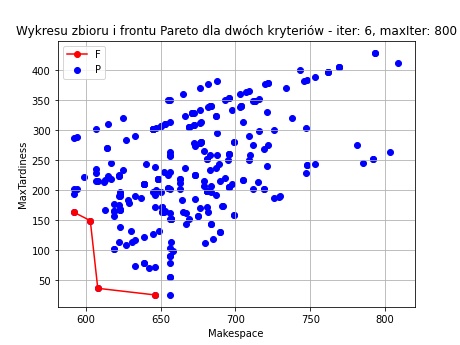 Wykresu zbioru i frontu Pareto dla dwóch kryteriów - iter: 6, maxIter: 800
F
P
400
350
300
250
200
150
100
50
MaxTardiness
600
650
700
750
800
Makespace